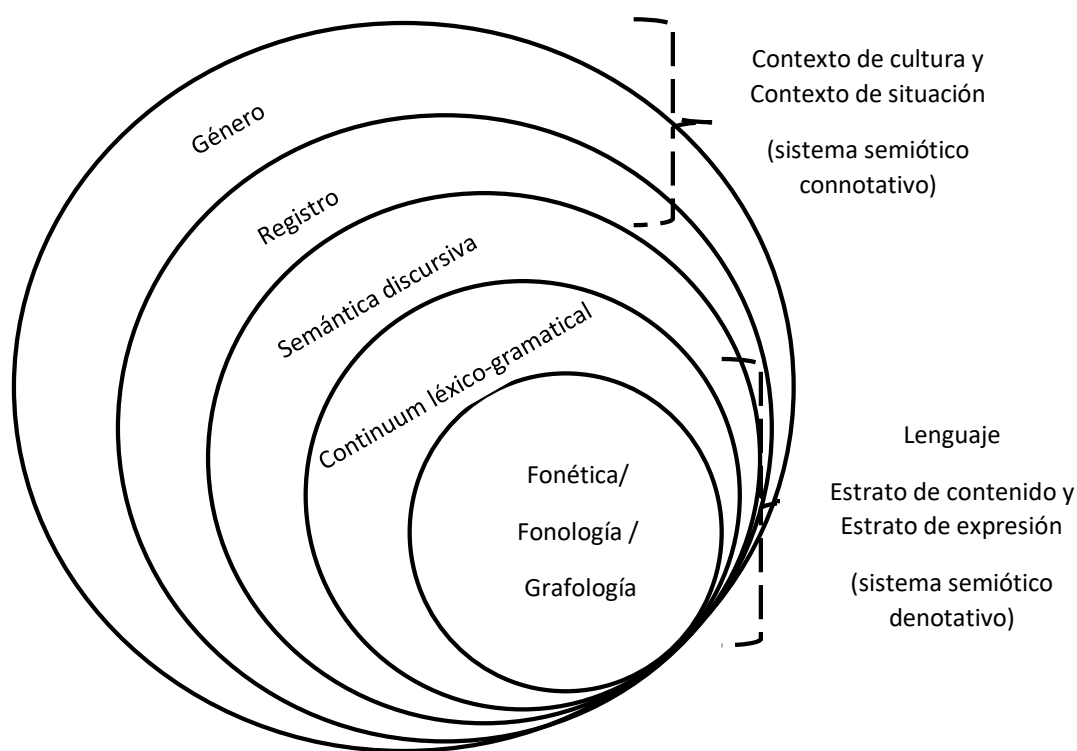 Género
Registro
Semántica discursiva
Continuum léxico-gramatical
Fonética/
Fonología /
Grafología
Contexto de cultura y
Contexto de situación
(sistema semiótico
connotativo)
Lenguaje
Estrato de contenido y
Estrato de expresión
(sistema semiótico
denotativo)